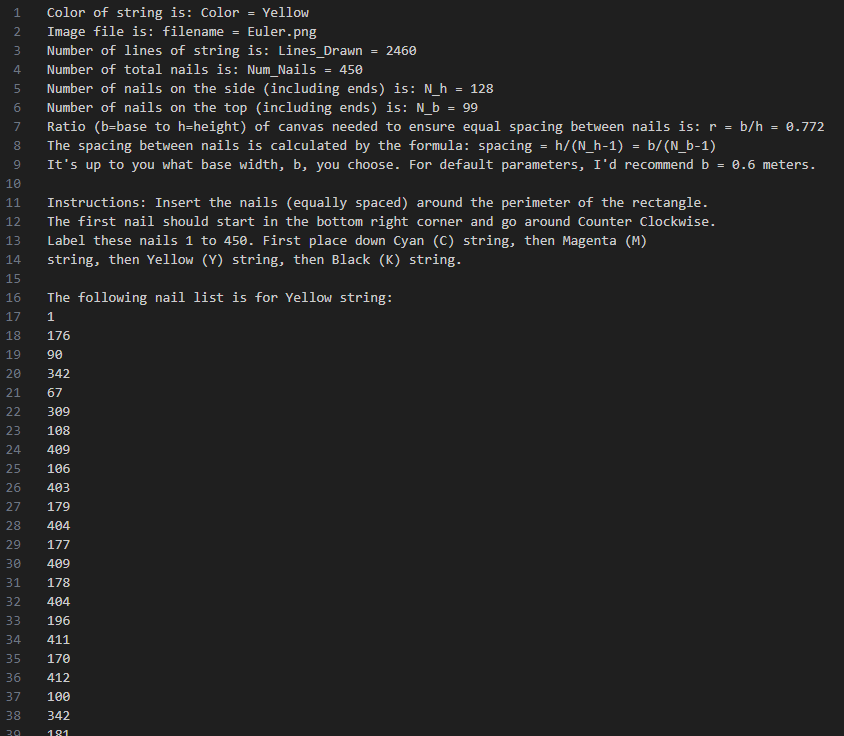 1 Color of string is: Color = Yellow
2 Image file is: filename = Euler.png
3 Number of lines of string is: Lines_Drawn = 2460
4 Number of total nails is: Num_Nails = 450
5 Number of nails on the side (including ends) is: N_h = 128
6 Number of nails on the top (including ends) is: N_b = 99
7 Ratio (b=base to h=height) of canvas needed to ensure equal spacing between nails is: r = b/h = 0.772
8 The spacing between nails is calculated by the formula: spacing = h/(N_h-1) = b/(N_b-1)
9 It's up to you what base width, b, you choose. For default parameters, I'd recommend b = 0.6 meters.
10
11 Instructions: Insert the nails (equally spaced) around the perimeter of the rectangle.
12 The first nail should start in the bottom right corner and go around Counter Clockwise.
13 Label these nails 1 to 450. First place down Cyan (C) string, then Magenta (M)
14 string, then Yellow (Y) string, then Black (K) string.
15
16 The following nail list is for Yellow string:
17 1
18 176
19 90
20 342
21 67
22 309
23 108
24 409
25 106
26 403
27 179
28 404
29 177
30 409
31 178
32 404
33 196
34 411
35 170
36 412
37 100
38 342
39 181